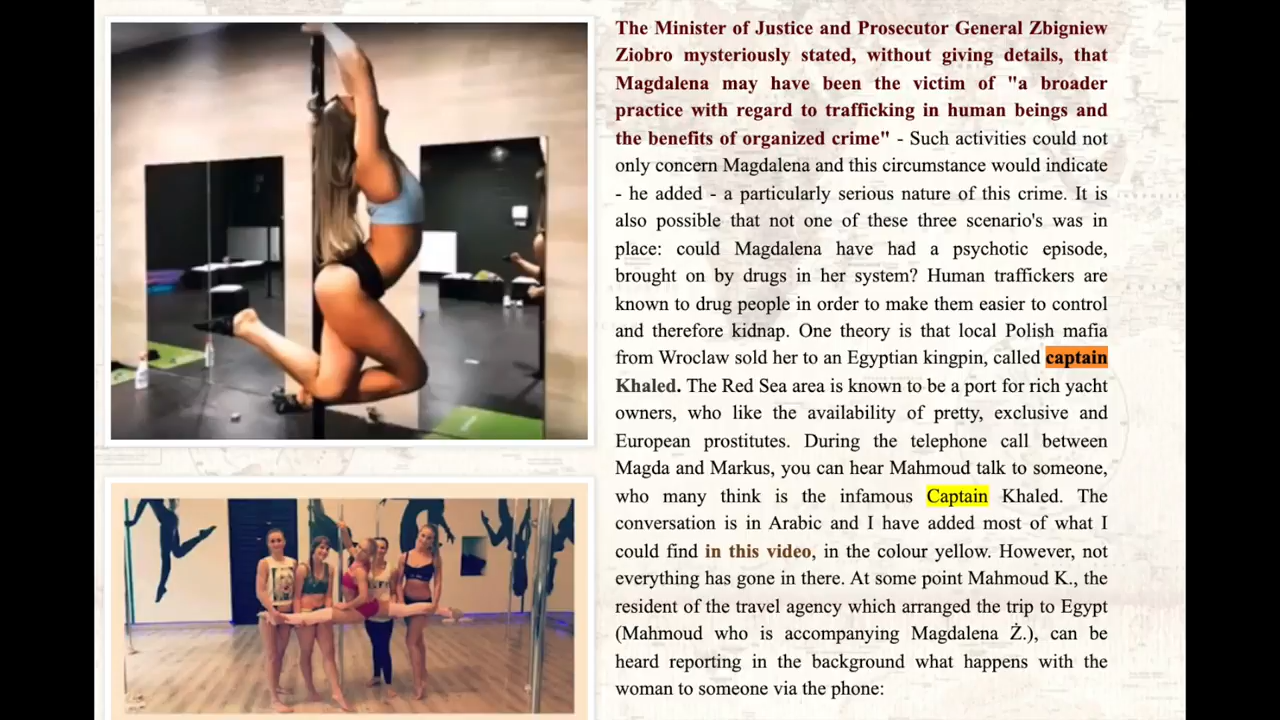 The Minister of Justice and Prosecutor General Zbigniew
Ziobro mysteriously stated, without giving details, that
Magdalena may have been the victim of "a broader
practice with regard to trafficking in human beings and
the benefits of organized crime" - Such activities could not
only concern Magdalena and this circumstance would indicate
- he added - a particularly serious nature of this crime. It is
also possible that not one of these three scenario's was in
place: could Magdalena have had a psychotic episode,
brought on by drugs in her system? Human traffickers are
known to drug people in order to make them easier to control
and therefore kidnap. One theory is that local Polish mafia
from Wroclaw sold her to an Egyptian kingpin, called captain
Khaled. The Red Sea area is known to be a port for rich yacht
owners, who like the availability of pretty, exclusive and
European prostitutes. During the telephone call between
Magda and Markus, you can hear Mahmoud talk to someone,
who many think is the infamous Captain Khaled. The
conversation is in Arabic and I have added most of what I
could find in this video, in the colour yellow. However, not
everything has gone in there. At some point Mahmoud K., the
resident of the travel agency which arranged the trip to Egypt
(Mahmoud who is accompanying Magdalena Ż.), can be
heard reporting in the background what happens with the
woman to someone via the phone: